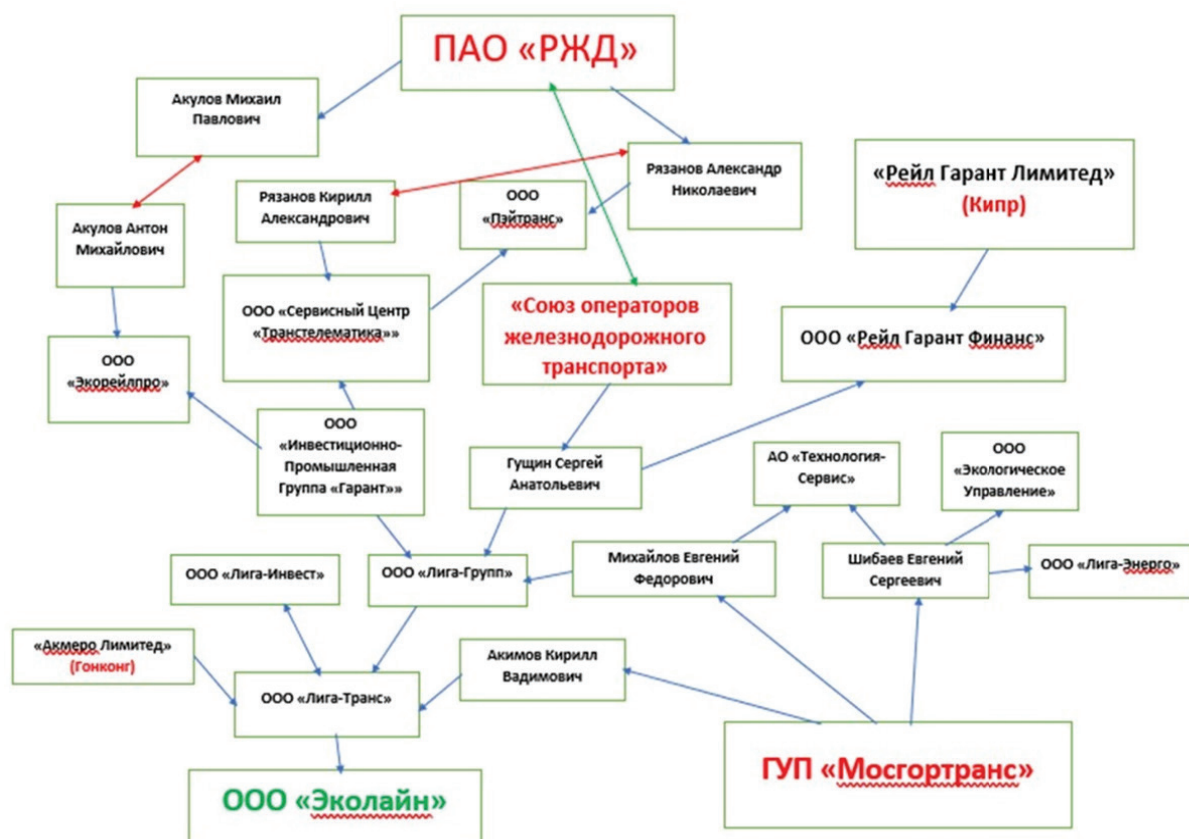 ПАО «РЖД»
Акулов Михаил
Павлович
Рязанов Александр
Николаевич
«Рейл Гарант Лимитед»
(Кипр)
Рязанов Кирилл
Александрович
ООО
«Пэйтранс»
Акулов Антон
Михайлович
ООО «Сервисный Центр
«Транстелематика»»
«Союз операторов
железнодорожного
транспорта»
ООО «Рейл Гарант Финанс»
ООО
«Экорейлпро»
ООО
«Инвестиционно-
Промышленная
Группа «Гарант»»
Гущин Сергей
Анатольевич
АО «Технология-
Сервис»
ООО
«Экологическое
Управление»
ООО «Лига-Инвест»
ООО «Лига-Групп»
Михайлов Евгений
Федорович
Шибаев Евгений
Сергеевич
ООО «Лига-Энерго»
«Акмеро Лимитед»
(Гонконг)
ООО «Лига-Транс»
Акимов Кирилл
Вадимович
ООО «Эколайн»
ГУП «Мосгортранс»